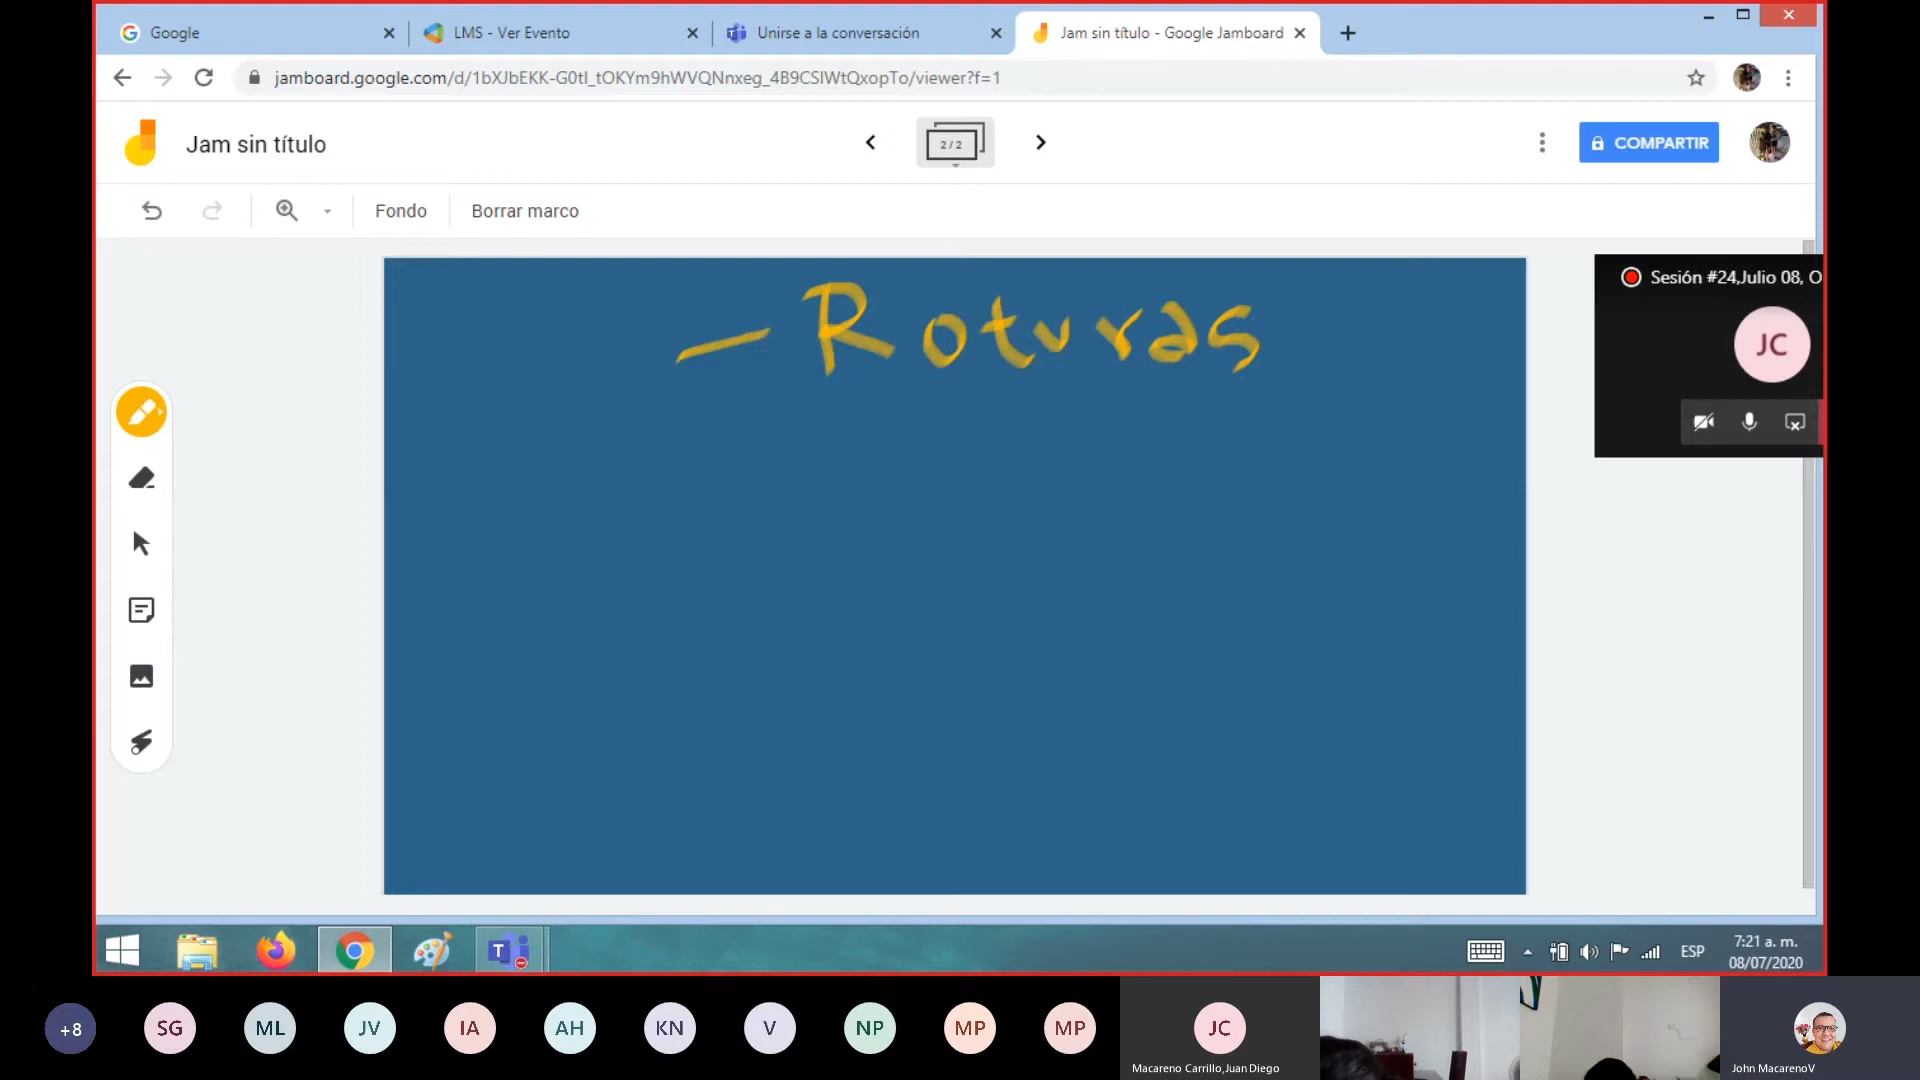 Google
LMS - Ver Evento
Unirse a la conversación
Jam sin título - Google Jamboard
jamboard.google.com/d/1bXJbEKK-G0tI_tOKYm9hWVQNnxeg_4B9CSIWtQxopTo/viewer?f=1
Jam sin título
2 / 2
COMPARTIR
Fondo
Borrar marco
- Roturas
Sesión #24,Julio 08, O
JC
ESP
7:21 a. m.
08/07/2020
+8
SG
ML
JV
IA
AH
KN
V
NP
MP
MP
JC
Macareno Carrillo,Juan Diego
John MacarenoV